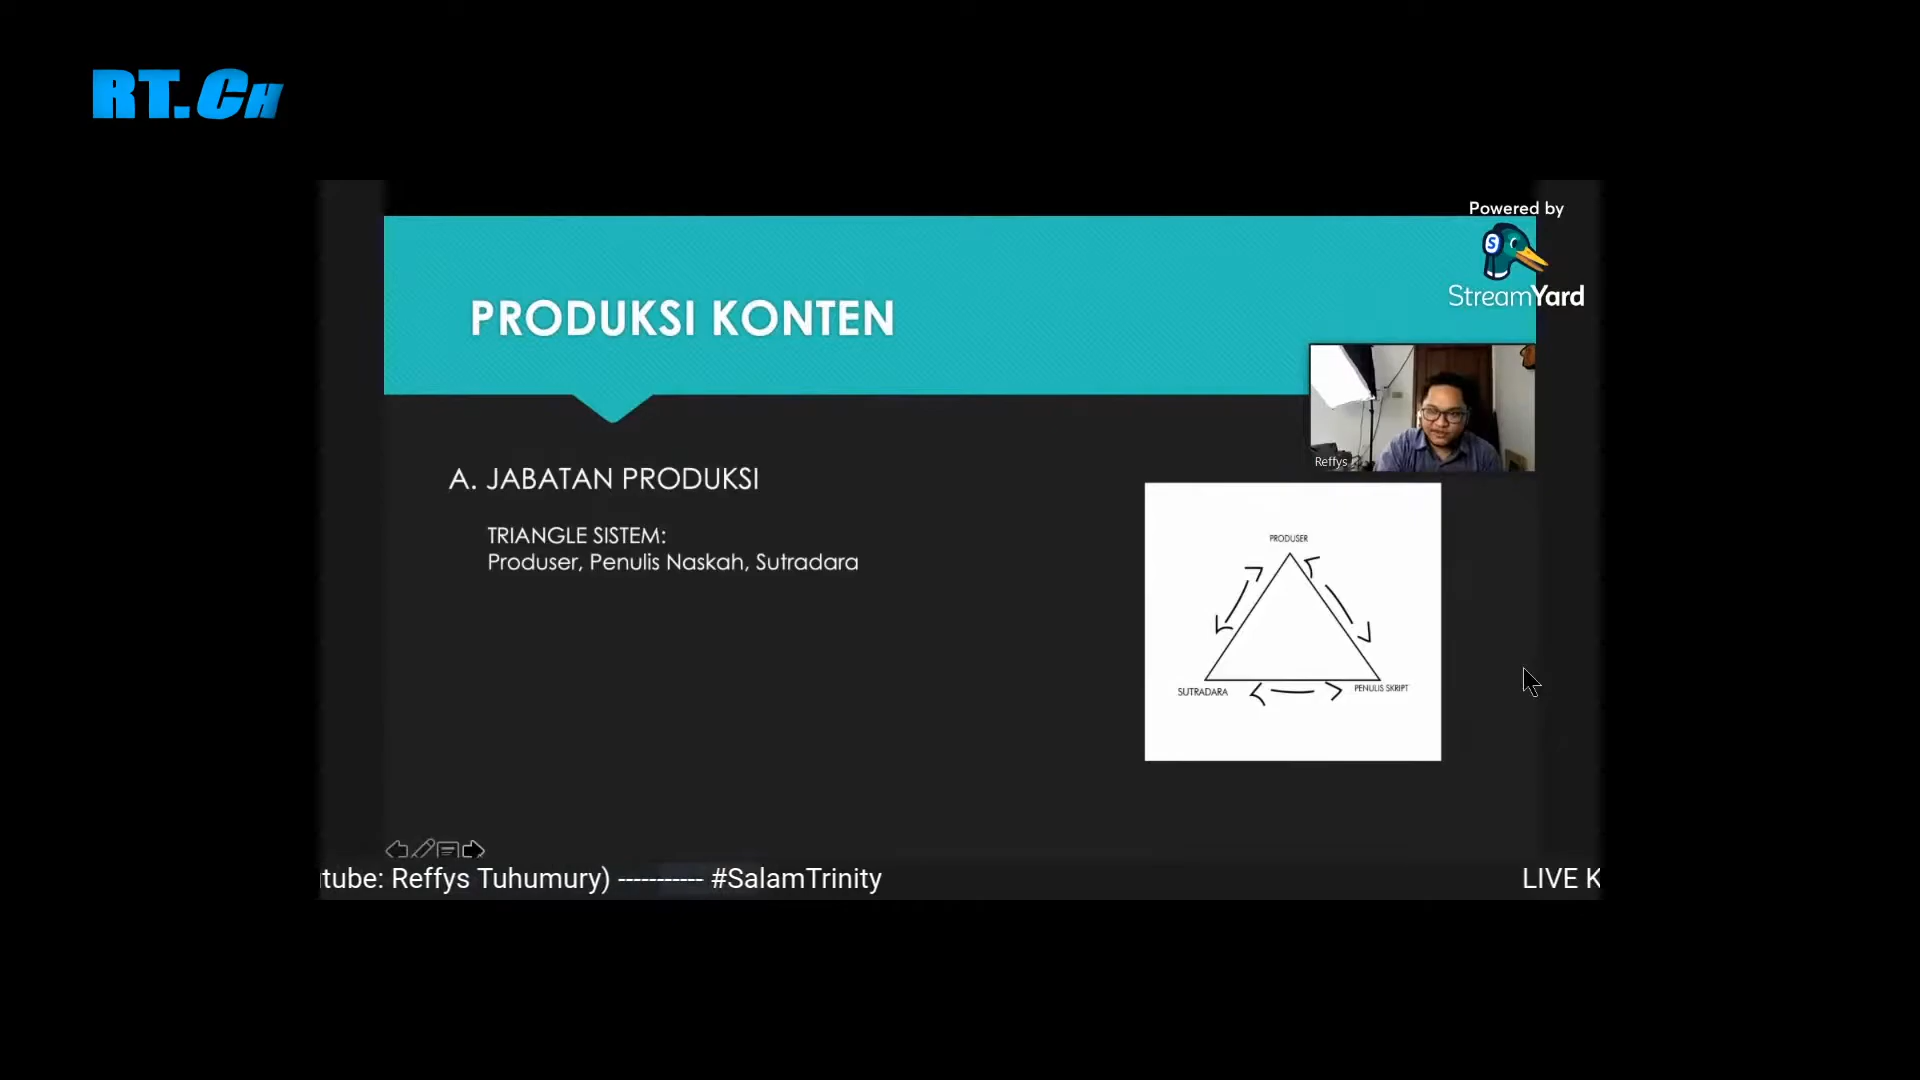 RT.CH
Powered by
StreamYard
PRODUKSI KONTEN
Reffys
A. JABATAN PRODUKSI
TRIANGLE SISTEM:
Produser, Penulis Naskah, Sutradara
PRODUSER
SUTRADARA
PENULIS SKRIPT
tube: Reffys Tuhumury) ----------- #SalamTrinity
LIVE K